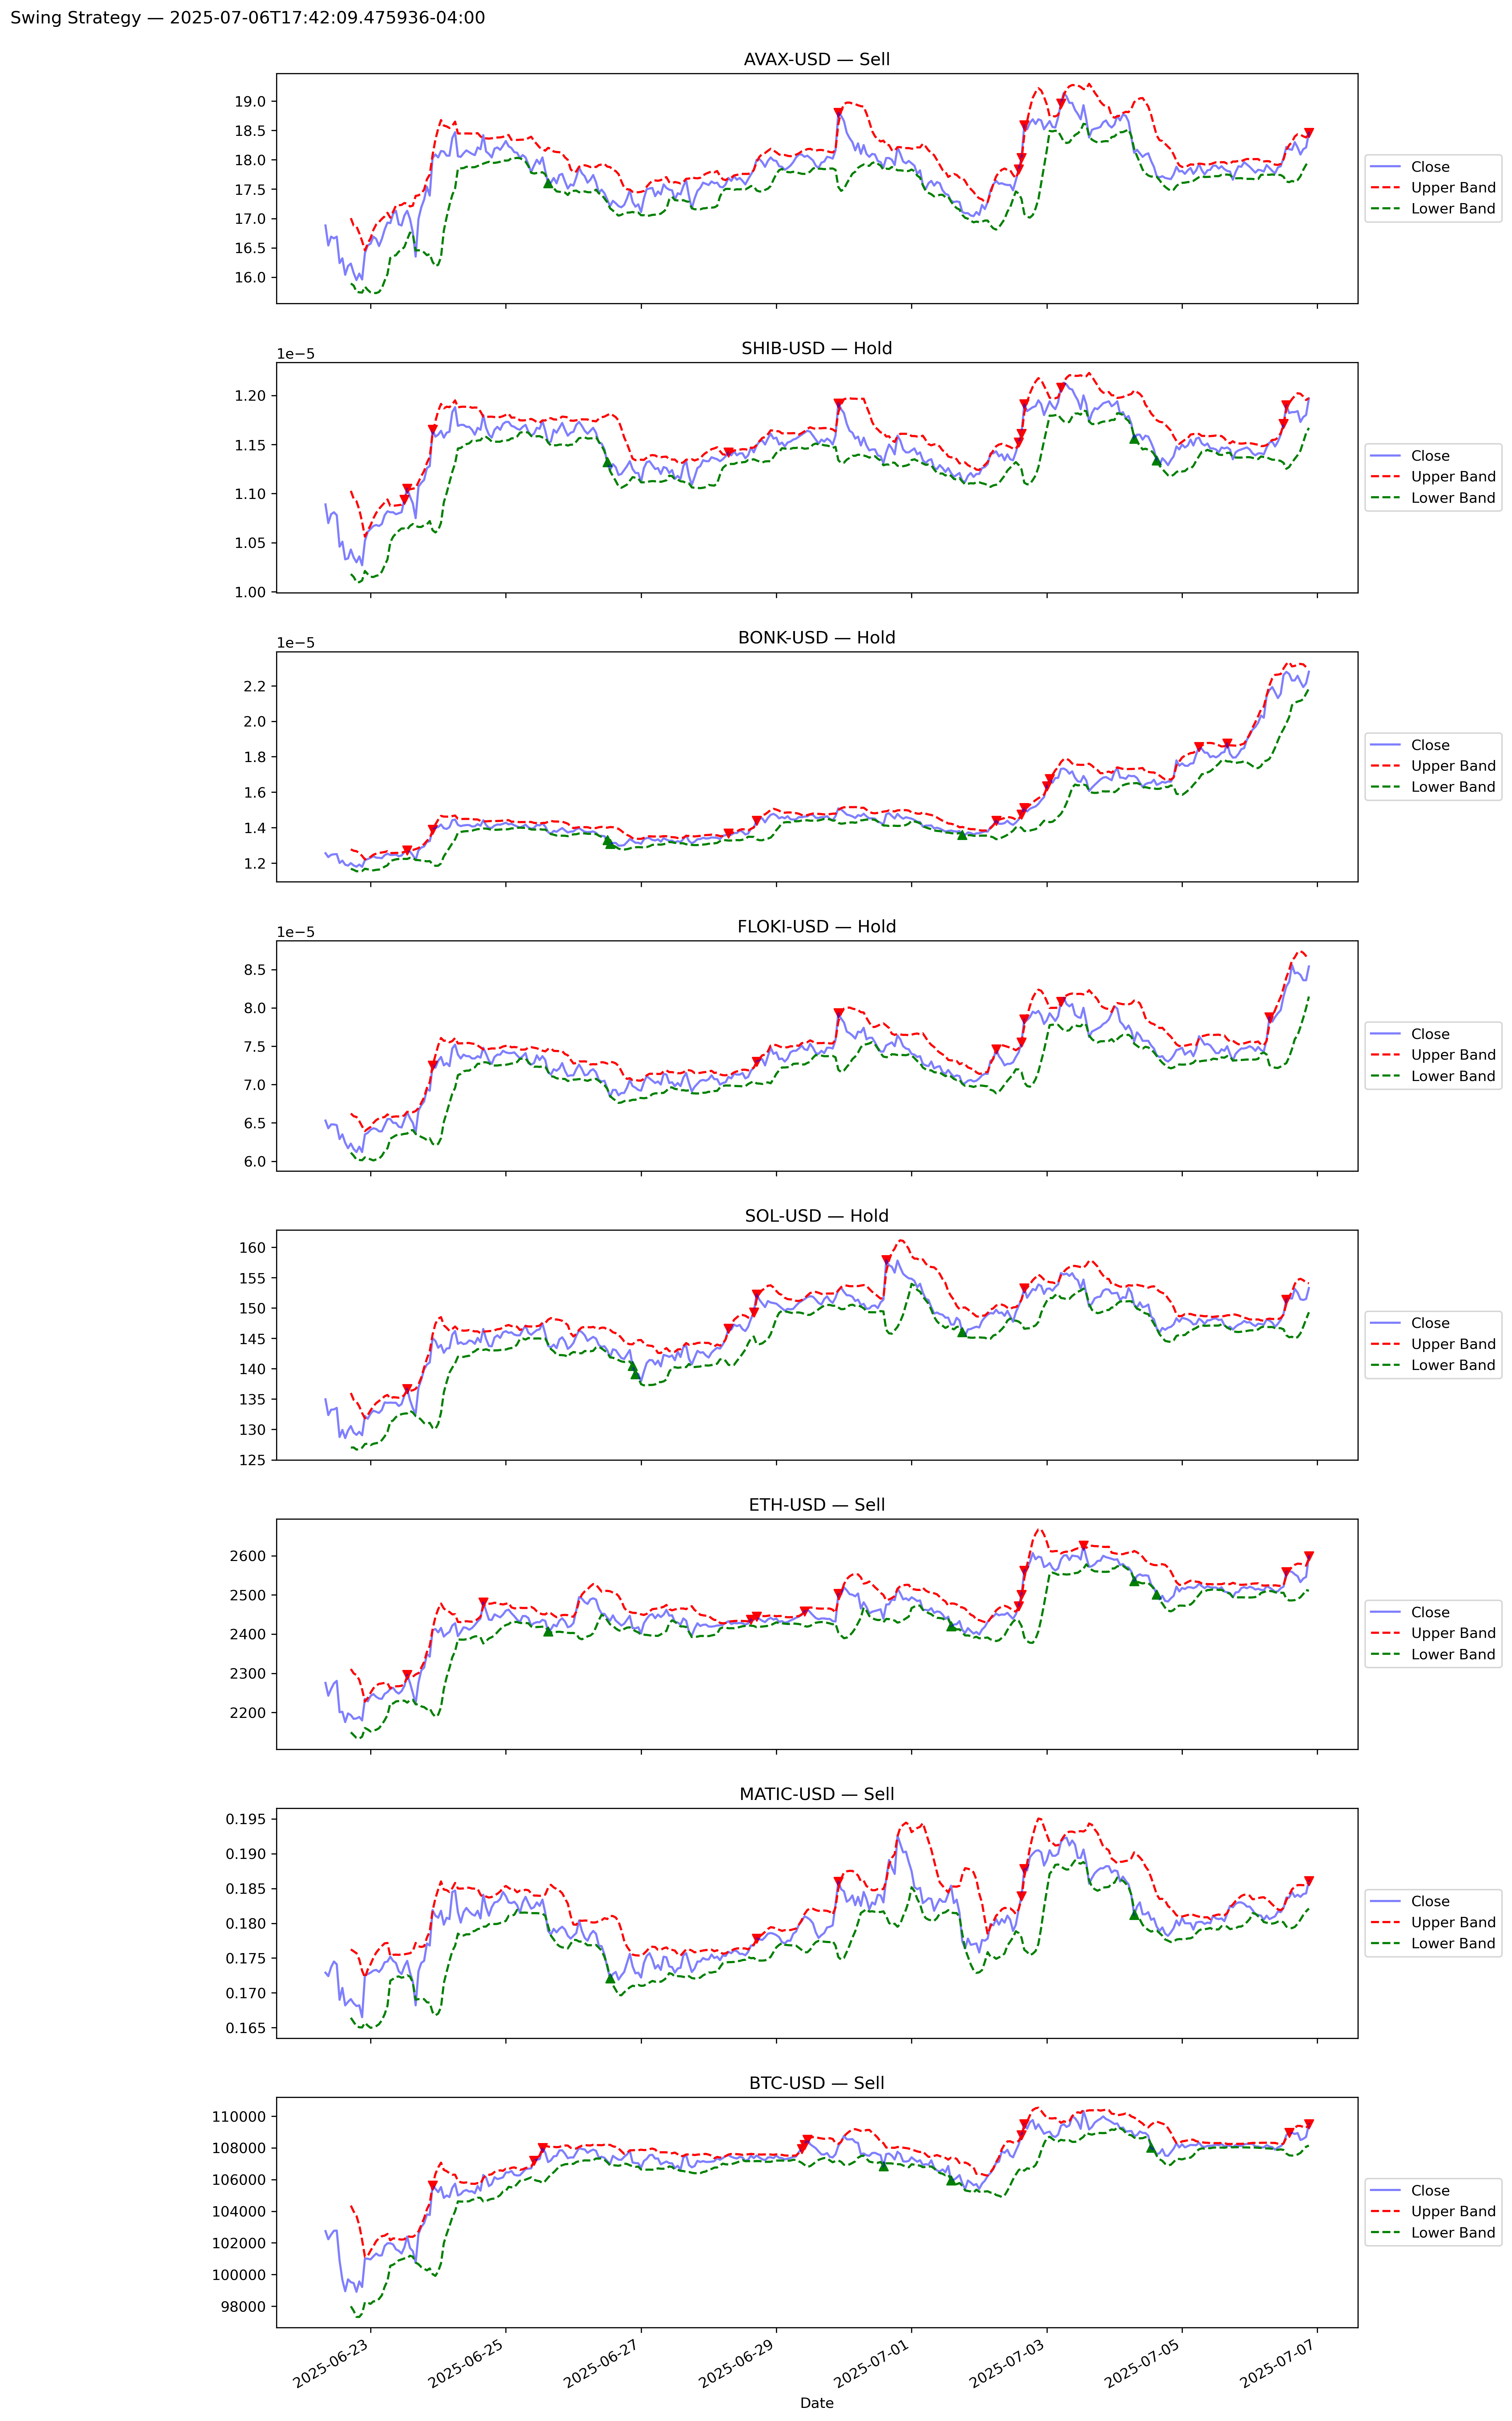 Swing Strategy — 2025-07-06T17:42:09.475936-04:00
AVAX-USD — Sell
19.0
18.5
18.0
17.5
17.0
16.5
16.0
Close
Upper Band
Lower Band
SHIB-USD — Hold
1e−5
1.20
1.15
1.10
1.05
1.00
Close
Upper Band
Lower Band
BONK-USD — Hold
1e−5
2.2
2.0
1.8
1.6
1.4
1.2
Close
Upper Band
Lower Band
FLOKI-USD — Hold
1e−5
8.5
8.0
7.5
7.0
6.5
6.0
Close
Upper Band
Lower Band
SOL-USD — Hold
160
155
150
145
140
135
130
125
Close
Upper Band
Lower Band
ETH-USD — Sell
2600
2500
2400
2300
2200
Close
Upper Band
Lower Band
MATIC-USD — Sell
0.195
0.190
0.185
0.180
0.175
0.170
0.165
Close
Upper Band
Lower Band
BTC-USD — Sell
110000
108000
106000
104000
102000
100000
98000
Close
Upper Band
Lower Band
2025-06-23
2025-06-25
2025-06-27
2025-06-29
2025-07-01
2025-07-03
2025-07-05
2025-07-07
Date